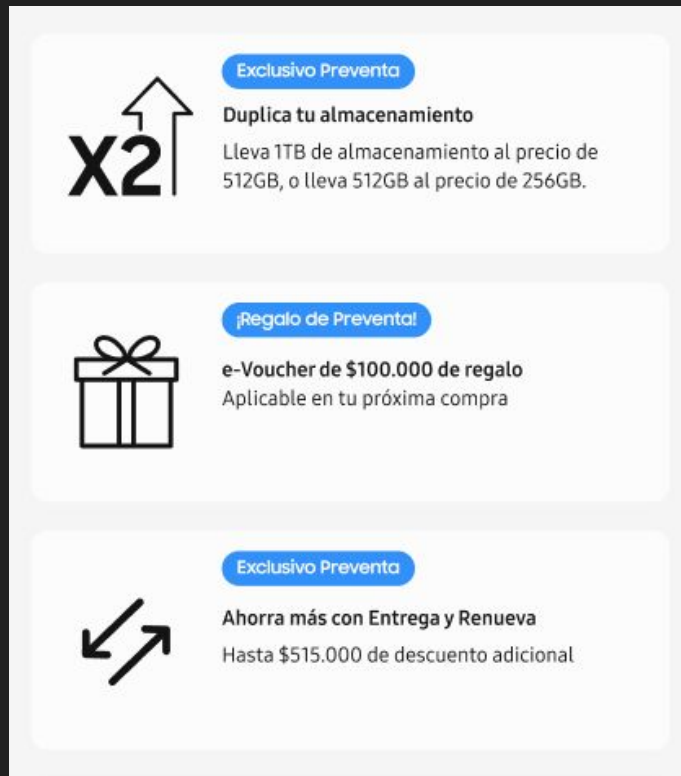 Exclusivo Preventa
X2
Duplica tu almacenamiento
Lleva 1TB de almacenamiento al precio de
512GB, o lleva 512GB al precio de 256GB.
¡Regalo de Preventa!
e-Voucher de $100.000 de regalo
Aplicable en tu próxima compra
Exclusivo Preventa
Ahorra más con Entrega y Renueva
Hasta $515.000 de descuento adicional